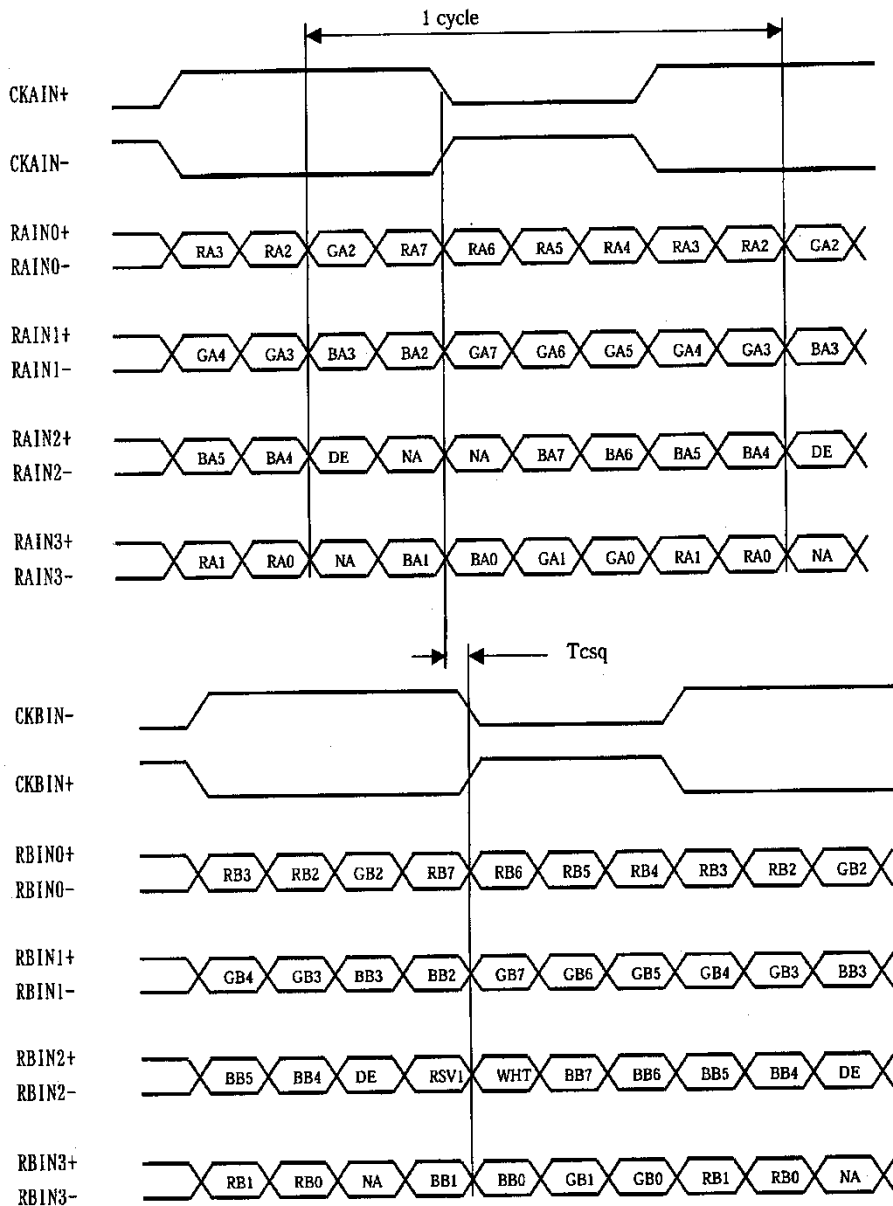 1 cycle
CKAIN+
CKAIN-
RAIN0+
RA3 RA2 GA2 RA7 RA6 RA5 RA4 RA3 RA2 GA2
RAIN0-
RAIN1+
GA4 GA3 BA3 BA2 GA7 GA6 GA5 GA4 GA3 BA3
RAIN1-
RAIN2+
BA5 BA4 DE NA NA BA7 BA6 BA5 BA4 DE
RAIN2-
RAIN3+
RA1 RA0 NA BA1 BA0 GA1 GA0 RA1 RA0 NA
RAIN3-
Tcsq
CKBIN-
CKBIN+
RBIN0+
RB3 RB2 GB2 RB7 RB6 RB5 RB4 RB3 RB2 GB2
RBIN0-
RBIN1+
GB4 GB3 BB3 BB2 GB7 GB6 GB5 GB4 GB3 BB3
RBIN1-
RBIN2+
BB5 BB4 DE RSV1 WHT BB7 BB6 BB5 BB4 DE
RBIN2-
RBIN3+
RB1 RB0 NA BB1 BB0 GB1 GB0 RB1 RB0 NA
RBIN3-